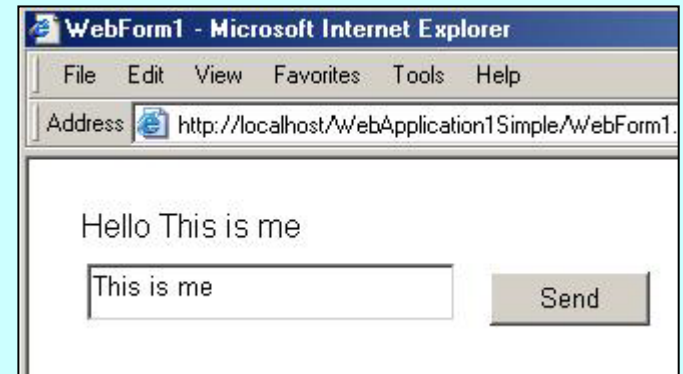 WebForm1 - Microsoft Internet Explorer
File Edit View Favorites Tools Help
Address http://localhost/WebApplication1Simple/WebForm1.
Hello This is me
This is me
Send